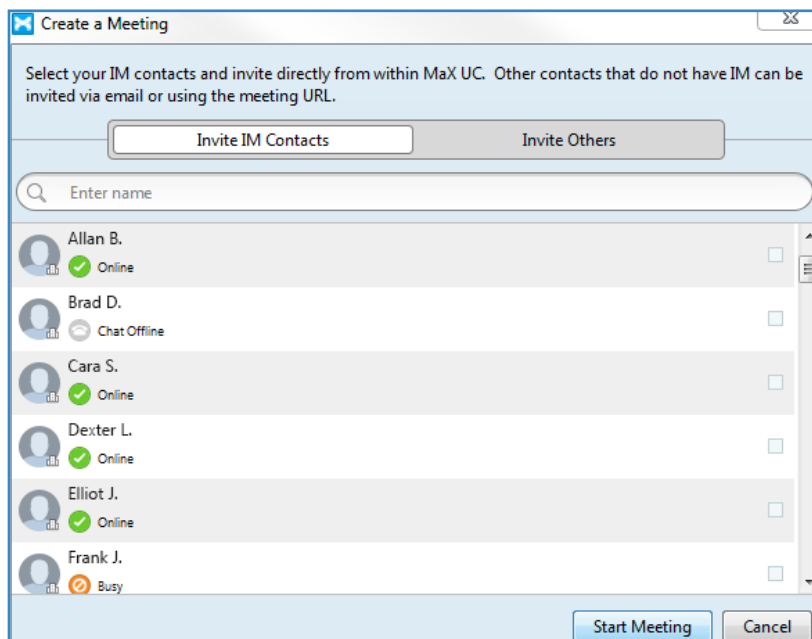 Create a Meeting
Select your IM contacts and invite directly from within MaX UC.  Other contacts that do not have IM can be
invited via email or using the meeting URL.
Invite IM Contacts
Invite Others
Enter name
Allan B.
Online
Brad D.
Chat Offline
Cara S.
Online
Dexter L.
Online
Elliot J.
Online
Frank J.
Busy
Start Meeting
Cancel